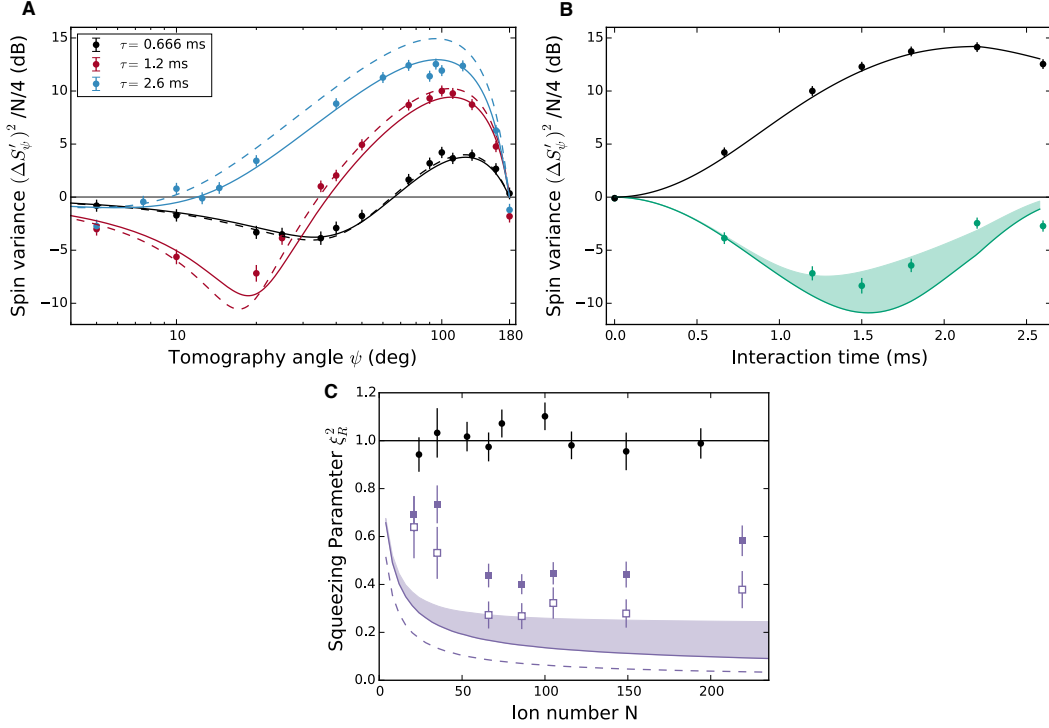 A
Spin variance (ΔS′ψ)² /N/4 (dB)
15
10
5
0
−5
−10
τ = 0.666 ms
τ = 1.2 ms
τ = 2.6 ms
10
100
180
Tomography angle ψ (deg)
B
Spin variance (ΔS′ψ)² /N/4 (dB)
15
10
5
0
−5
−10
0.0
0.5
1.0
1.5
2.0
2.5
Interaction time (ms)
C
Squeezing Parameter ξ²R
1.2
1.0
0.8
0.6
0.4
0.2
0.0
0
50
100
150
200
Ion number N